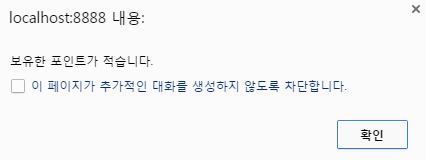 localhost:8888 내용:
보유한 포인트가 적습니다.
이 페이지가 추가적인 대화를 생성하지 않도록 차단합니다.
확인